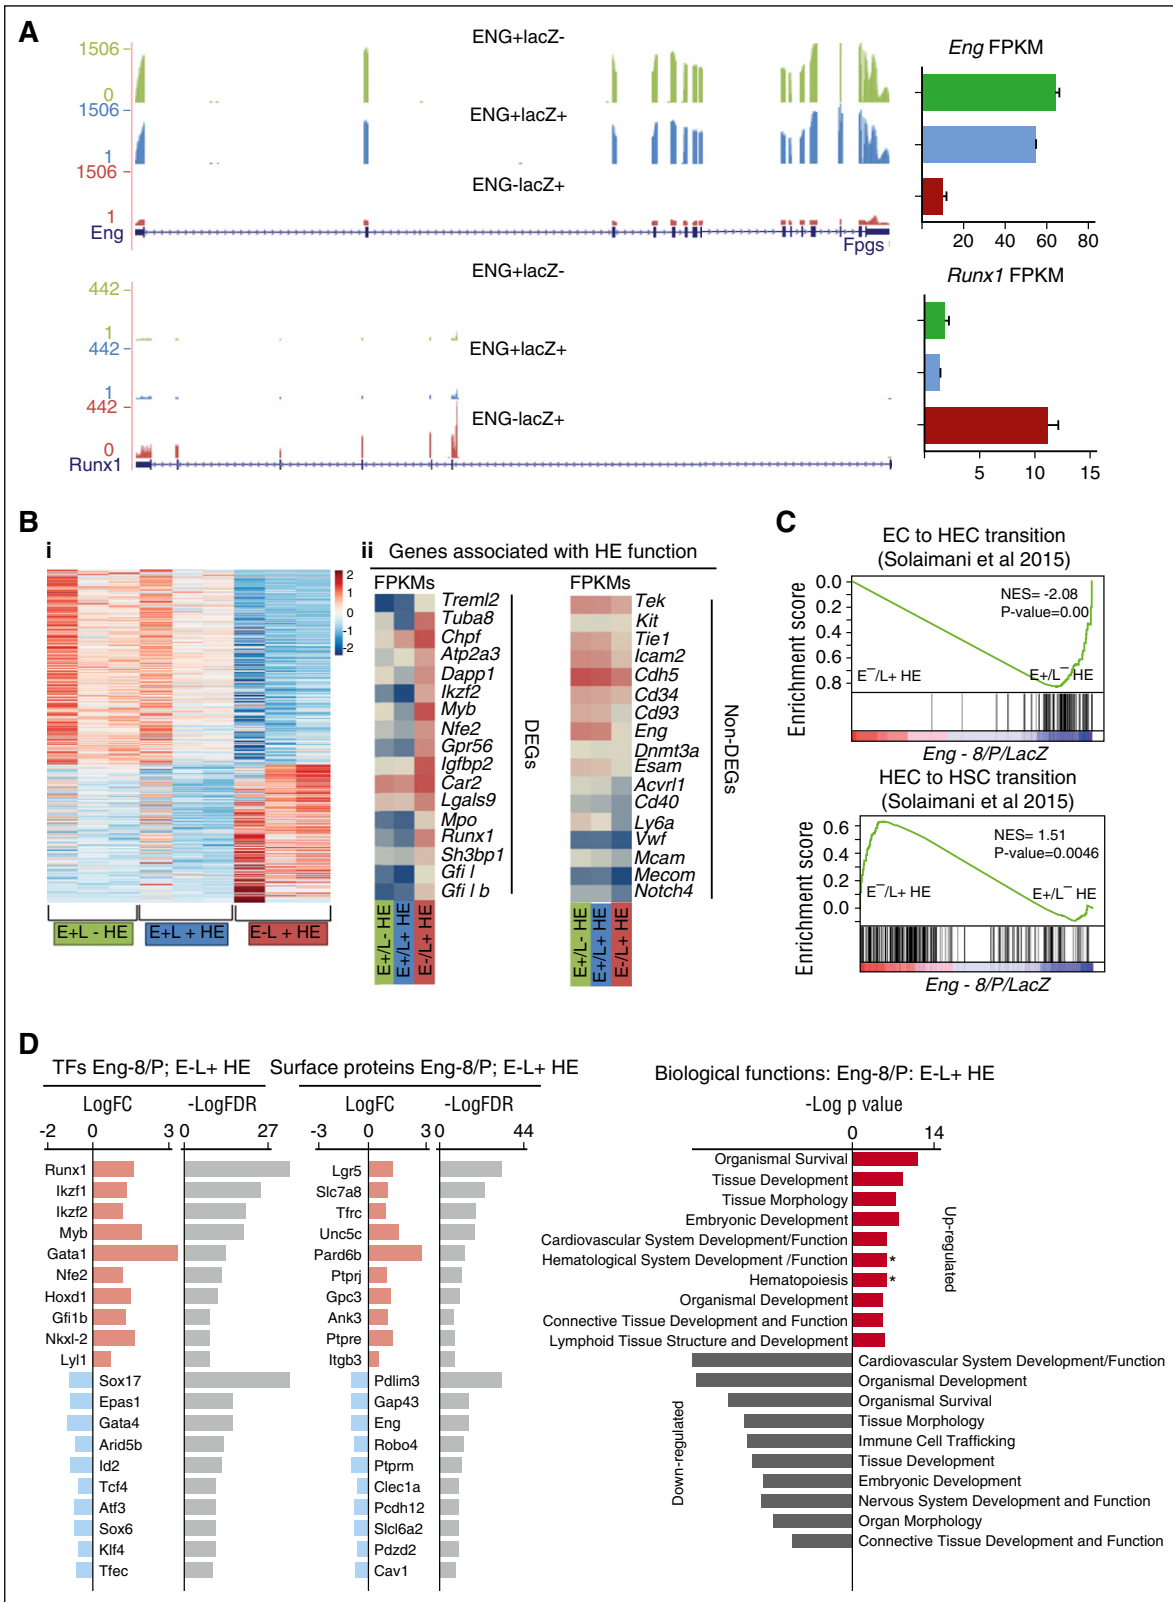 A
ENG+lacZ-
1506
0
ENG+lacZ+
1506
1
ENG-lacZ+
1506
1
Eng
Fpgs
Eng FPKM
20 40 60 80
ENG+lacZ-
442
1
ENG+lacZ+
442
1
ENG-lacZ+
442
0
Runx1
Runx1 FPKM
5 10 15
B
i
2
1
0
-1
-2
E+L - HE
E+L + HE
E-L + HE
ii
Genes associated with HE function
FPKMs
Treml2
Tuba8
Chpf
Atp2a3
Dapp1
Ikzf2
Myb
Nfe2
Gpr56
Igfbp2
Car2
Lgals9
Mpo
Runx1
Sh3bp1
Gfi I
Gfi I b
DEGs
E+/L- HE
E+/L+ HE
E-/L+ HE
FPKMs
Tek
Kit
Tie1
Icam2
Cdh5
Cd34
Cd93
Eng
Dnmt3a
Esam
Acvrl1
Cd40
Ly6a
Vwf
Mcam
Mecom
Notch4
Non-DEGs
E+/L- HE
E+/L+ HE
E-/L+ HE
C
EC to HEC transition
(Solaimani et al 2015)
Enrichment score
0.0
0.2
0.4
0.6
0.8
NES= -2.08
P-value=0.00
E−/L+ HE
E+/L− HE
Eng - 8/P/LacZ
HEC to HSC transition
(Solaimani et al 2015)
Enrichment score
0.6
0.4
0.2
0.0
NES= 1.51
P-value=0.0046
E−/L+ HE
E+/L− HE
Eng - 8/P/LacZ
D
TFs Eng-8/P; E-L+ HE
LogFC
-LogFDR
-2 0 3 0 27
Runx1
Ikzf1
Ikzf2
Myb
Gata1
Nfe2
Hoxd1
Gfi1b
Nkxl-2
Lyl1
Sox17
Epas1
Gata4
Arid5b
Id2
Tcf4
Atf3
Sox6
Klf4
Tfec
Surface proteins Eng-8/P; E-L+ HE
LogFC
-LogFDR
-3 0 3 0 44
Lgr5
Slc7a8
Tfrc
Unc5c
Pard6b
Ptprj
Gpc3
Ank3
Ptpre
Itgb3
Pdlim3
Gap43
Eng
Robo4
Ptprm
Clec1a
Pcdh12
Slcl6a2
Pdzd2
Cav1
Biological functions: Eng-8/P: E-L+ HE
-Log p value
0 14
Organismal Survival
Tissue Development
Tissue Morphology
Embryonic Development
Cardiovascular System Development/Function
Hematological System Development /Function *
Hematopoiesis *
Organismal Development
Connective Tissue Development and Function
Lymphoid Tissue Structure and Development
Up-regulated
Cardiovascular System Development/Function
Organismal Development
Organismal Survival
Tissue Morphology
Immune Cell Trafficking
Tissue Development
Embryonic Development
Nervous System Development and Function
Organ Morphology
Connective Tissue Development and Function
Down-regulated